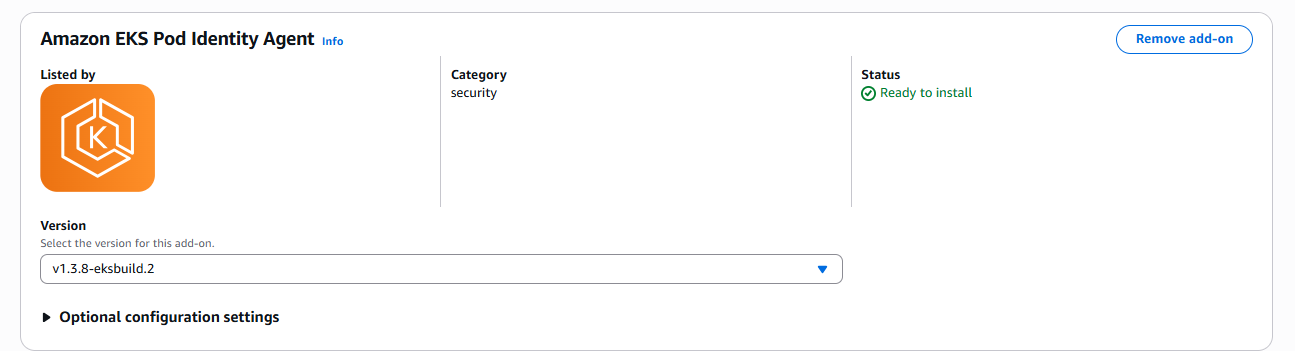 Amazon EKS Pod Identity Agent Info
Remove add-on
Listed by
K
Category
security
Status
Ready to install
Version
Select the version for this add-on.
v1.3.8-eksbuild.2
Optional configuration settings